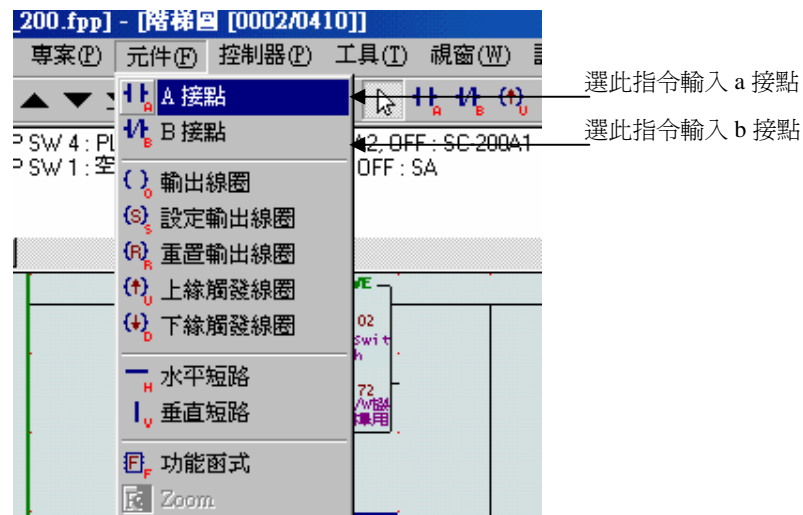 _200.fpp] - [階梯圖 [0002/0410]]
專案(P) 元件(F) 控制器(P) 工具(T) 視窗(W)
A 接點
B 接點
輸出線圈
設定輸出線圈
重置輸出線圈
上緣觸發線圈
下緣觸發線圈
水平短路
垂直短路
功能函式
Zoom
選此指令輸入 a 接點
選此指令輸入 b 接點
P SW 4 : PL A2, OFF : SC-200A1
P SW 1 : 空 OFF : SA
02
Swit
h
72